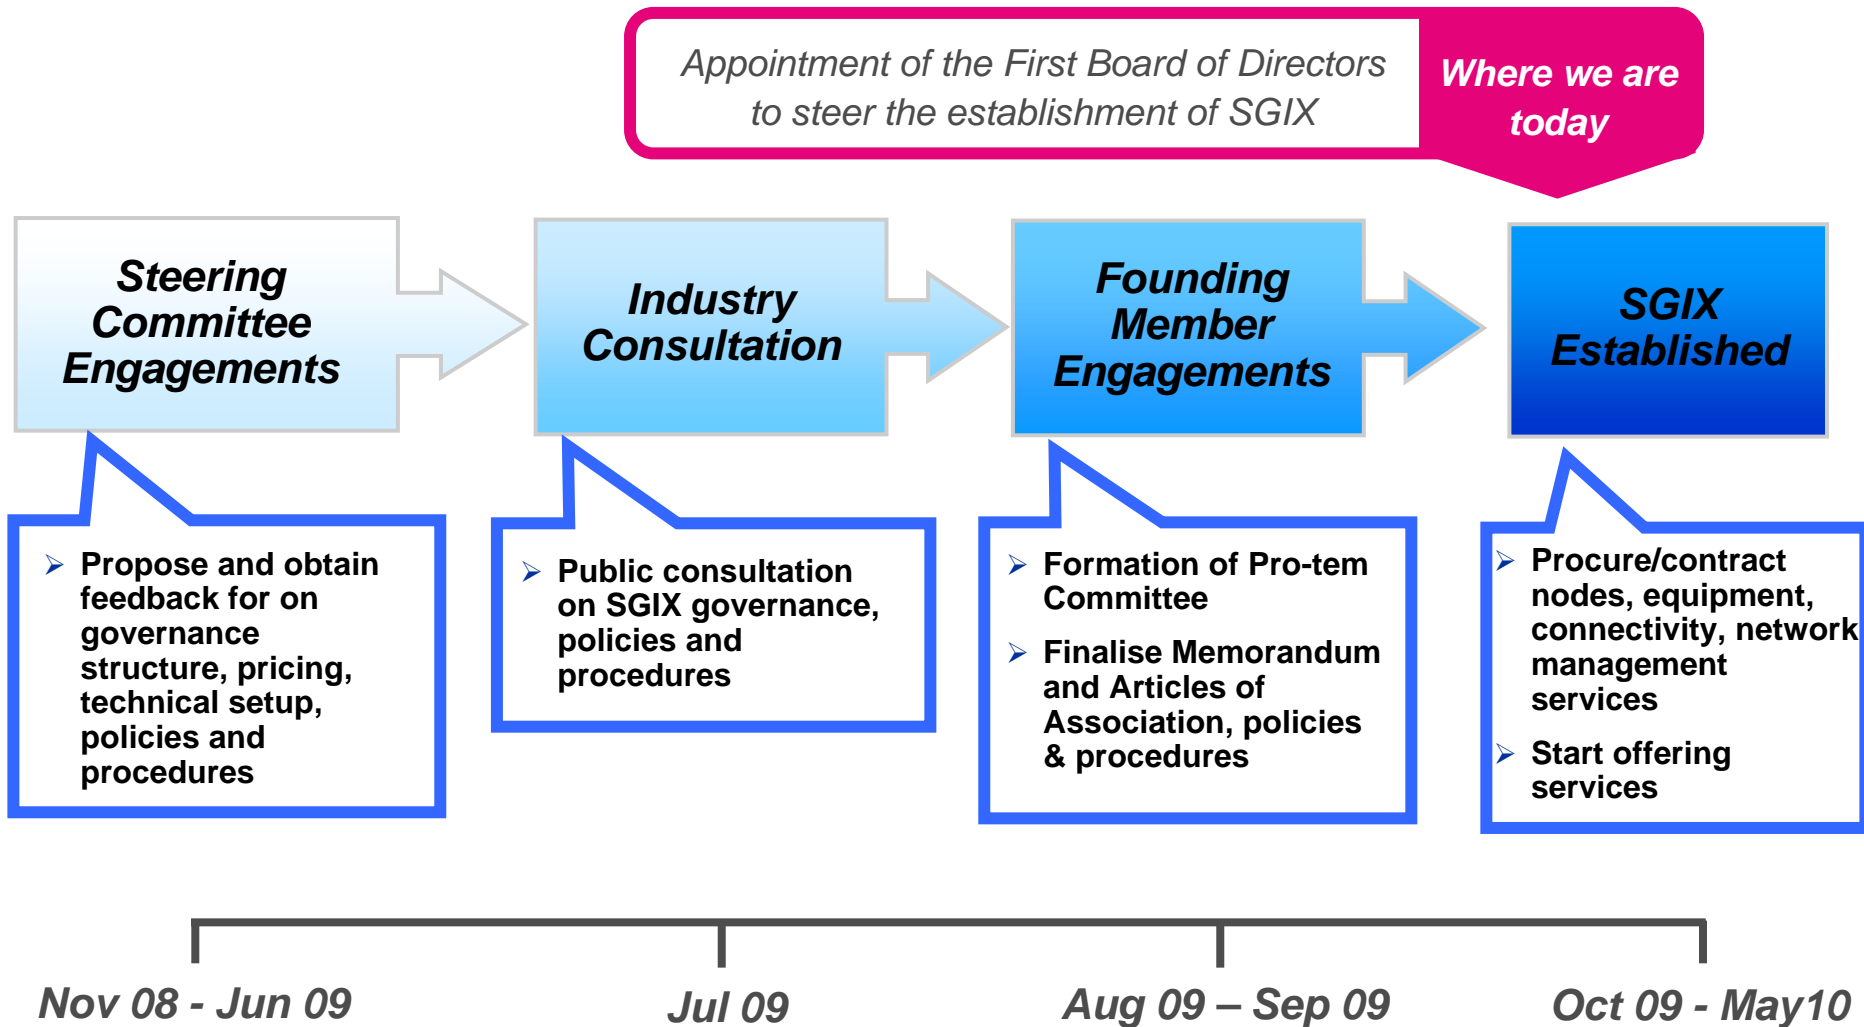 Appointment of the First Board of Directors
to steer the establishment of SGIX
Where we are
today
Steering
Committee
Engagements
Industry
Consultation
Founding
Member
Engagements
SGIX
Established
Propose and obtain
feedback for on
governance
structure, pricing,
technical setup,
policies and
procedures
Public consultation
on SGIX governance,
policies and
procedures
Formation of Pro-tem
Committee
Finalise Memorandum
and Articles of
Association, policies
& procedures
Procure/contract
nodes, equipment,
connectivity, network
management
services
Start offering
services
Nov 08 - Jun 09
Jul 09
Aug 09 – Sep 09
Oct 09 - May10